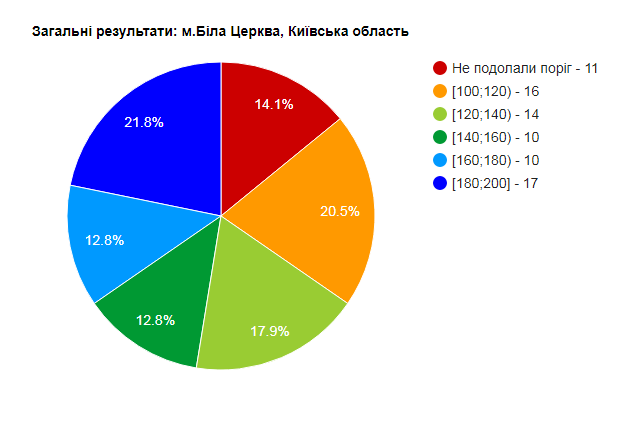 Загальні результати: м.Біла Церква, Київська область
Не подолали поріг - 11
[100;120) - 16
[120;140) - 14
[140;160) - 10
[160;180) - 10
[180;200] - 17
14.1%
20.5%
17.9%
12.8%
12.8%
21.8%